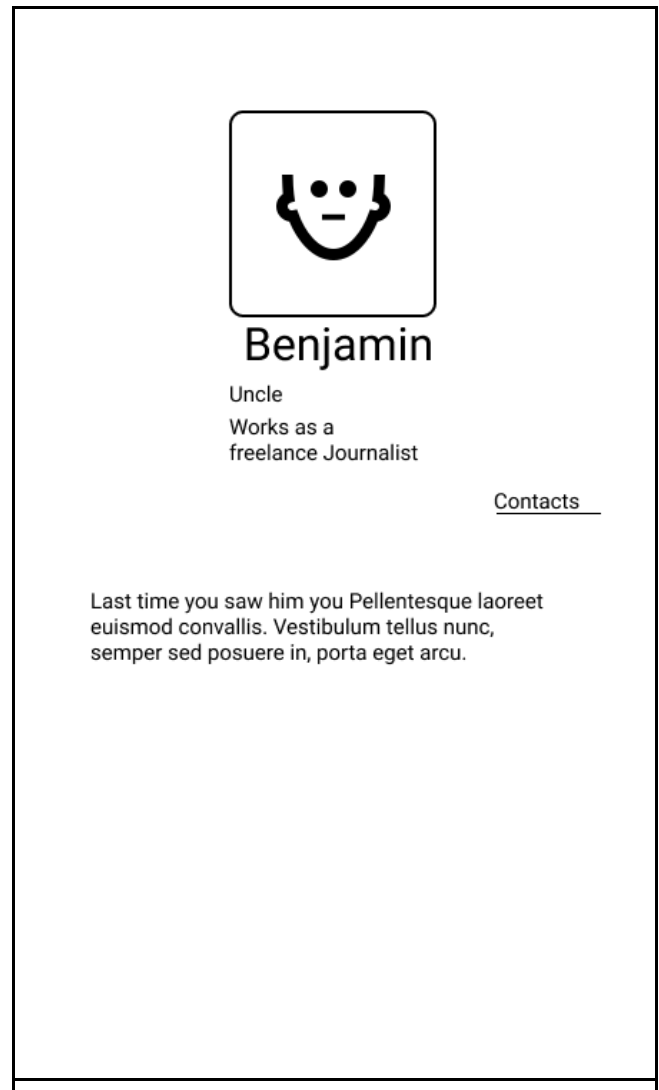 Benjamin
Uncle
Works as a
freelance Journalist
Contacts
Last time you saw him you Pellentesque laoreet
euismod convallis. Vestibulum tellus nunc,
semper sed posuere in, porta eget arcu.